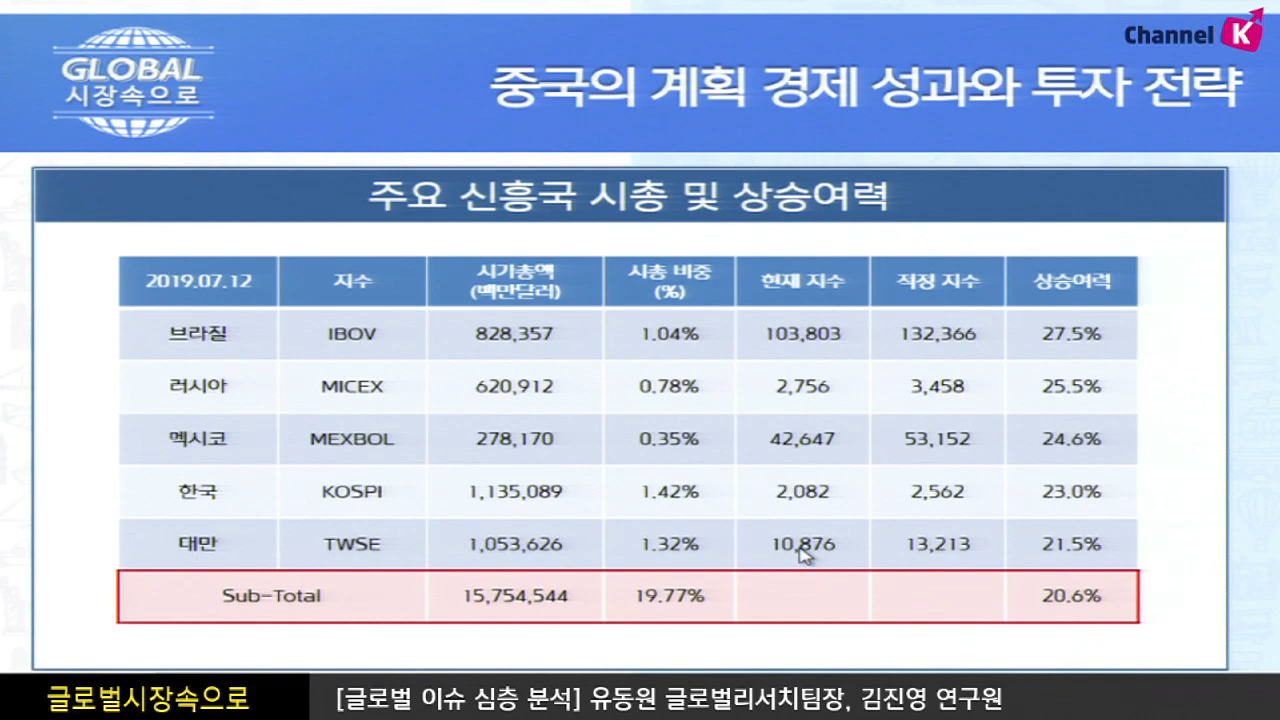 Channel K
GLOBAL
시장속으로
중국의 계획 경제 성과와 투자 전략
주요 신흥국 시총 및 상승여력
2019.07.12 지수 시가총액 (백만달러) 시총 비중 (%) 현재 지수 적정 지수 상승여력
브라질 IBOV 828,357 1.04% 103,803 132,366 27.5%
러시아 MICEX 620,912 0.78% 2,756 3,458 25.5%
멕시코 MEXBOL 278,170 0.35% 42,647 53,152 24.6%
한국 KOSPI 1,135,089 1.42% 2,082 2,562 23.0%
대만 TWSE 1,053,626 1.32% 10,876 13,213 21.5%
Sub-Total 15,754,544 19.77% 20.6%
글로벌시장속으로 [글로벌 이슈 심층 분석] 유동원 글로벌리서치팀장, 김진영 연구원